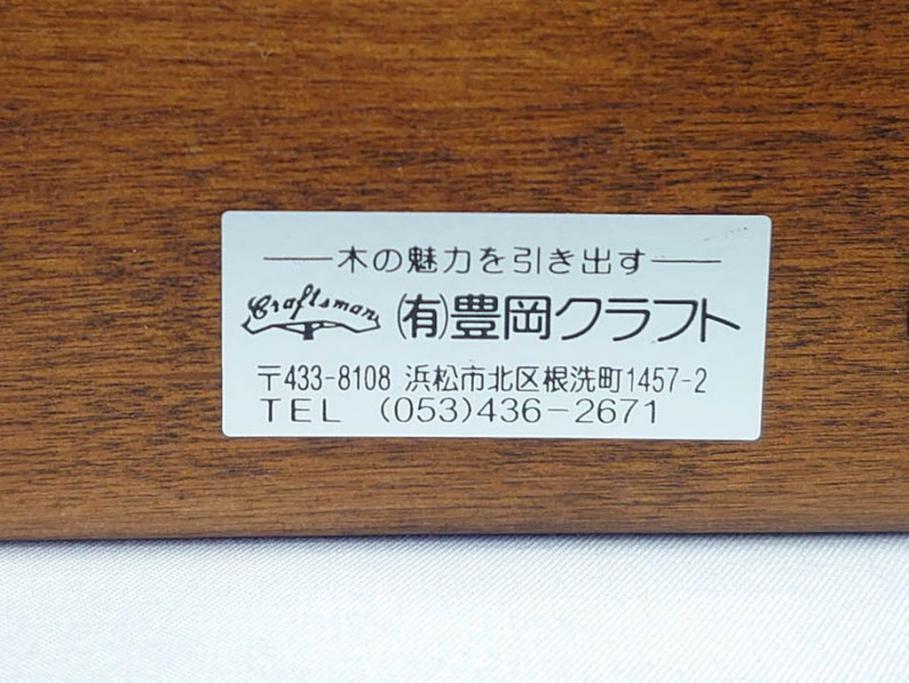 木の魅力を引き出す
Craftsman ㈲豊岡クラフト
〒433-8108 浜松市北区根洗町1457-2
TEL (053)436-2671